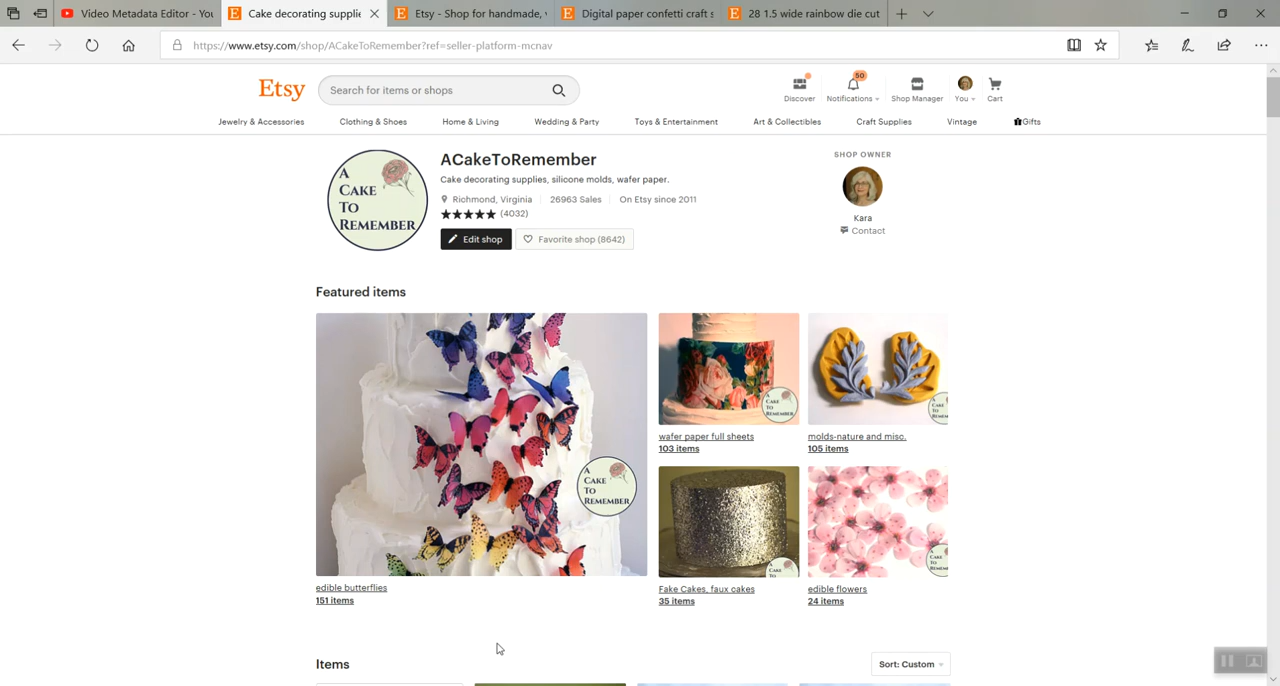 Video Metadata Editor - You
Cake decorating supplie
Etsy - Shop for handmade, v
Digital paper confetti craft s
28 1.5 wide rainbow die cut
https://www.etsy.com/shop/ACakeToRemember?ref=seller-platform-mcnav
Etsy
Search for items or shops
Discover
50
Notifications
Shop Manager
You
Cart
Jewelry & Accessories
Clothing & Shoes
Home & Living
Wedding & Party
Toys & Entertainment
Art & Collectibles
Craft Supplies
Vintage
Gifts
A
CAKE
TO
REMEMBER
ACakeToRemember
Cake decorating supplies, silicone molds, wafer paper.
Richmond, Virginia
26963 Sales
On Etsy since 2011
(4032)
Edit shop
Favorite shop (8642)
SHOP OWNER
Kara
Contact
Featured items
A
CAKE
TO
REMEMBER
edible butterflies
151 items
A
CAKE
TO
REMEMBER
wafer paper full sheets
103 items
molds-nature and misc.
105 items
Fake Cakes, faux cakes
35 items
edible flowers
24 items
Items
Sort: Custom